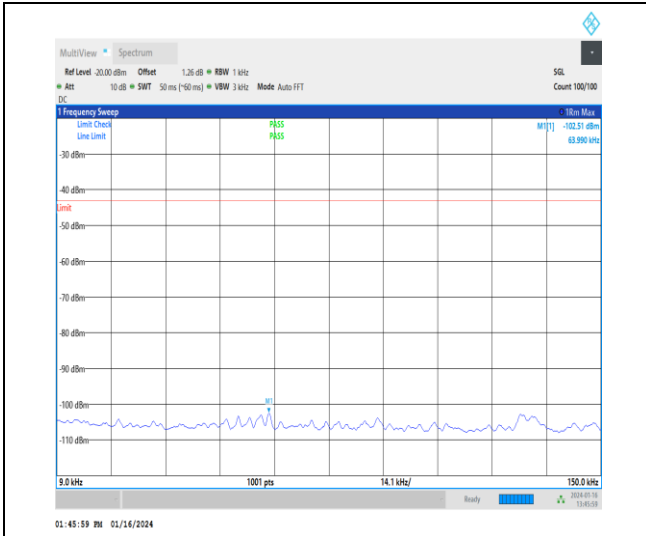 MultiView Spectrum
Ref Level -20.00 dBm Offset 1.26 dB RBW 1 kHz SGL
Att 10 dB SWT 50 ms (~60 ms) VBW 3 kHz Mode Auto FFT Count 100/100
DC
1 Frequency Sweep 1Rm Max
Limit Check PASS M1[1] -102.51 dBm
Line Limit PASS 63.990 kHz
-30 dBm
-40 dBm
Limit
-50 dBm
-60 dBm
-70 dBm
-80 dBm
-90 dBm
M1
-100 dBm
-110 dBm
9.0 kHz 1001 pts 14.1 kHz/ 150.0 kHz
Ready 2024-01-16
13:45:59
01:45:59 PM 01/16/2024